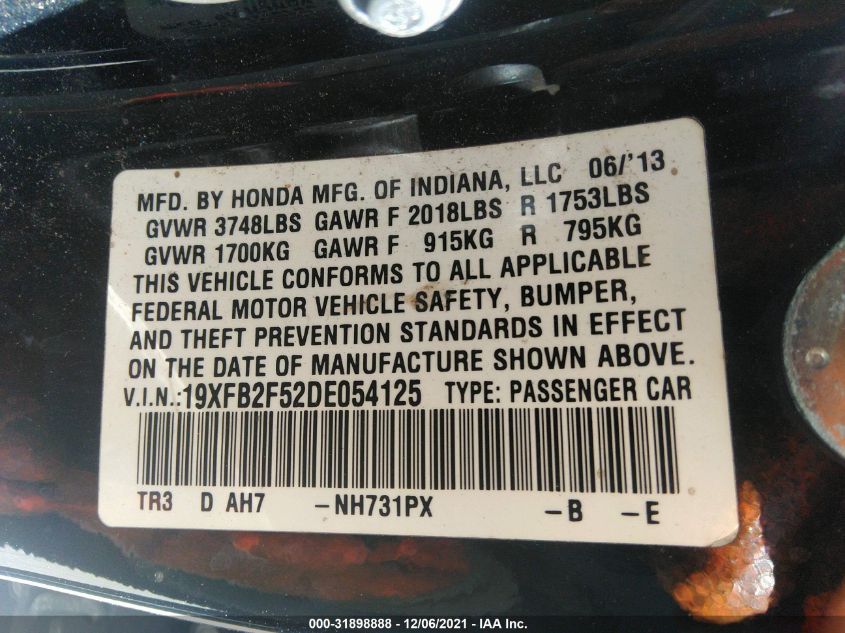 MFD. BY HONDA MFG. OF INDIANA, LLC 06/'13
GVWR 3748LBS GAWR F 2018LBS R 1753LBS
GVWR 1700KG GAWR F 915KG R 795KG
THIS VEHICLE CONFORMS TO ALL APPLICABLE
FEDERAL MOTOR VEHICLE SAFETY, BUMPER,
AND THEFT PREVENTION STANDARDS IN EFFECT
ON THE DATE OF MANUFACTURE SHOWN ABOVE.
V.I.N.:19XFB2F52DE054125 TYPE: PASSENGER CAR
TR3 D AH7 -NH731PX -B -E
000-31898888 - 12/06/2021 - IAA Inc.